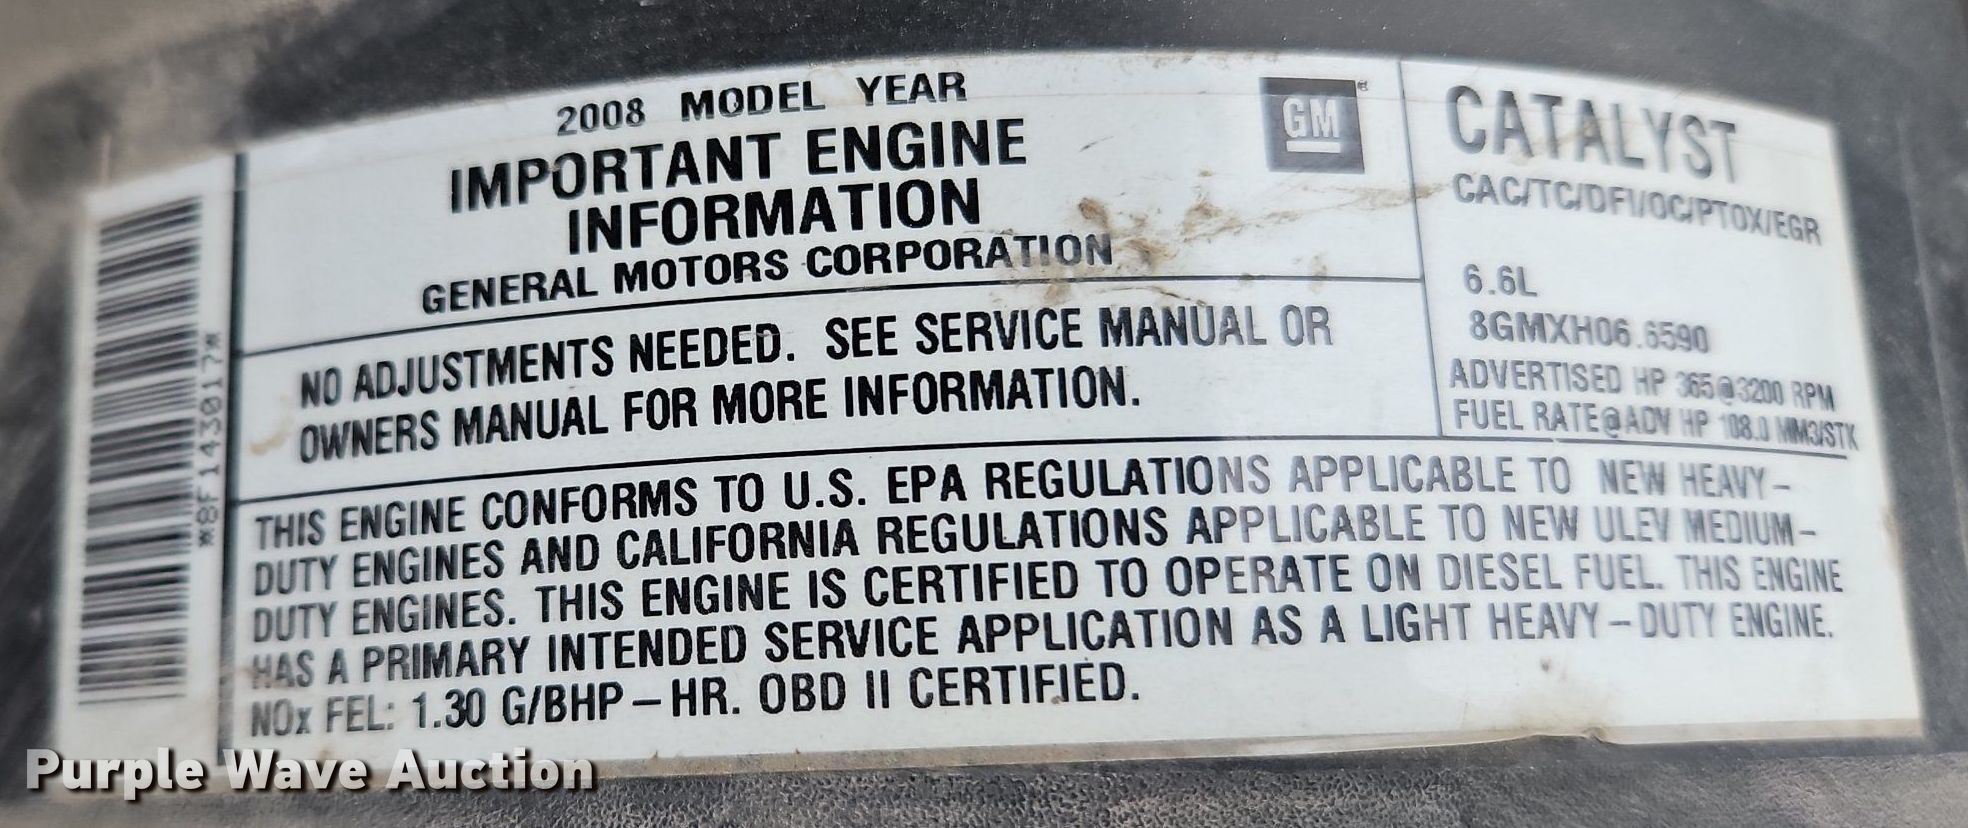 2008 MODEL YEAR
IMPORTANT ENGINE
INFORMATION
GENERAL MOTORS CORPORATION
GM
NO ADJUSTMENTS NEEDED. SEE SERVICE MANUAL OR
OWNERS MANUAL FOR MORE INFORMATION.
CATALYST
CAC/TC/DFI/OC/PTOX/EGR
6.6L
8GMXH06.6590
ADVERTISED HP 365@3200 RPM
FUEL RATE@ADV HP 108.0 MM3/STK
THIS ENGINE CONFORMS TO U.S. EPA REGULATIONS APPLICABLE TO NEW HEAVY-
DUTY ENGINES AND CALIFORNIA REGULATIONS APPLICABLE TO NEW ULEV MEDIUM-
DUTY ENGINES. THIS ENGINE IS CERTIFIED TO OPERATE ON DIESEL FUEL. THIS ENGINE
HAS A PRIMARY INTENDED SERVICE APPLICATION AS A LIGHT HEAVY-DUTY ENGINE.
NOx FEL: 1.30 G/BHP-HR. OBD II CERTIFIED.
*8F143017*
Purple Wave Auction